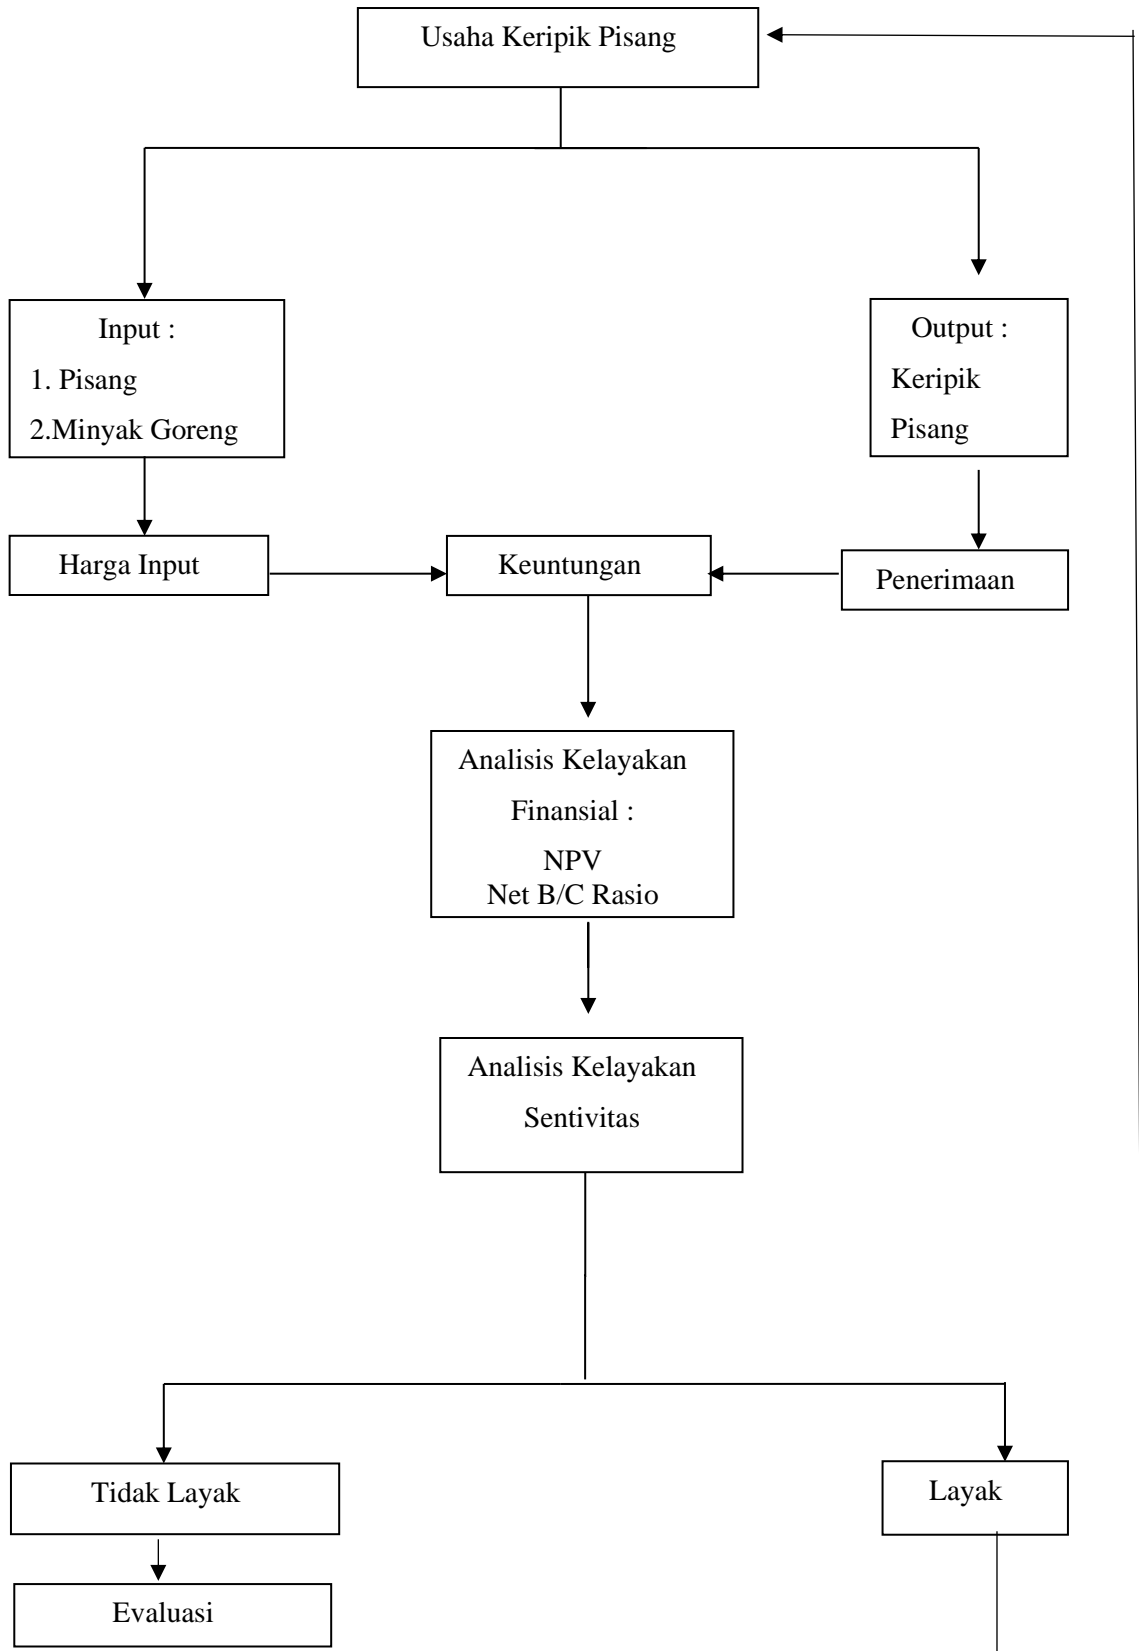 Usaha Keripik Pisang
Input :
1. Pisang
2.Minyak Goreng
Output :
Keripik
Pisang
Harga Input
Keuntungan
Penerimaan
Analisis Kelayakan
Finansial :
NPV
Net B/C Rasio
Analisis Kelayakan
Sentivitas
Tidak Layak
Layak
Evaluasi